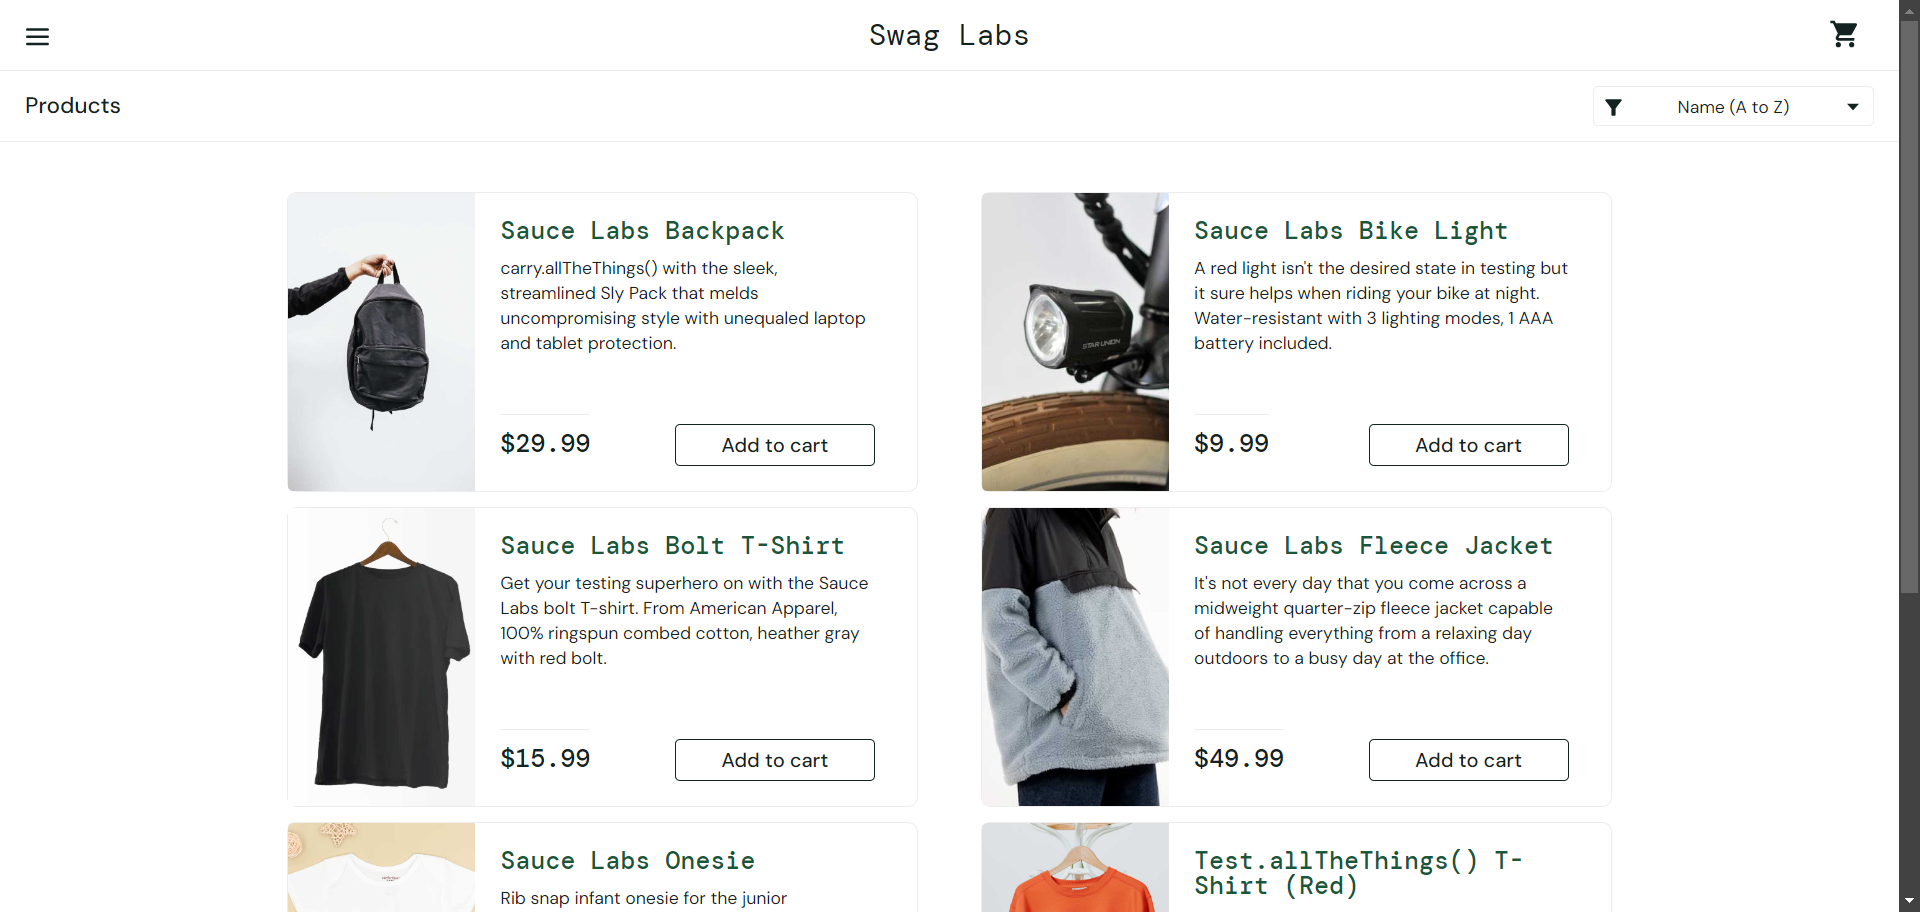 Swag Labs
Products
Name (A to Z)
Sauce Labs Backpack
carry.allTheThings() with the sleek,
streamlined Sly Pack that melds
uncompromising style with unequaled laptop
and tablet protection.
$29.99
Add to cart
Sauce Labs Bike Light
A red light isn't the desired state in testing but
it sure helps when riding your bike at night.
Water-resistant with 3 lighting modes, 1 AAA
battery included.
STAR UNION
$9.99
Add to cart
Sauce Labs Bolt T-Shirt
Get your testing superhero on with the Sauce
Labs bolt T-shirt. From American Apparel,
100% ringspun combed cotton, heather gray
with red bolt.
$15.99
Add to cart
Sauce Labs Fleece Jacket
It's not every day that you come across a
midweight quarter-zip fleece jacket capable
of handling everything from a relaxing day
outdoors to a busy day at the office.
$49.99
Add to cart
Sauce Labs Onesie
Rib snap infant onesie for the junior
Test.allTheThings() T-
Shirt (Red)